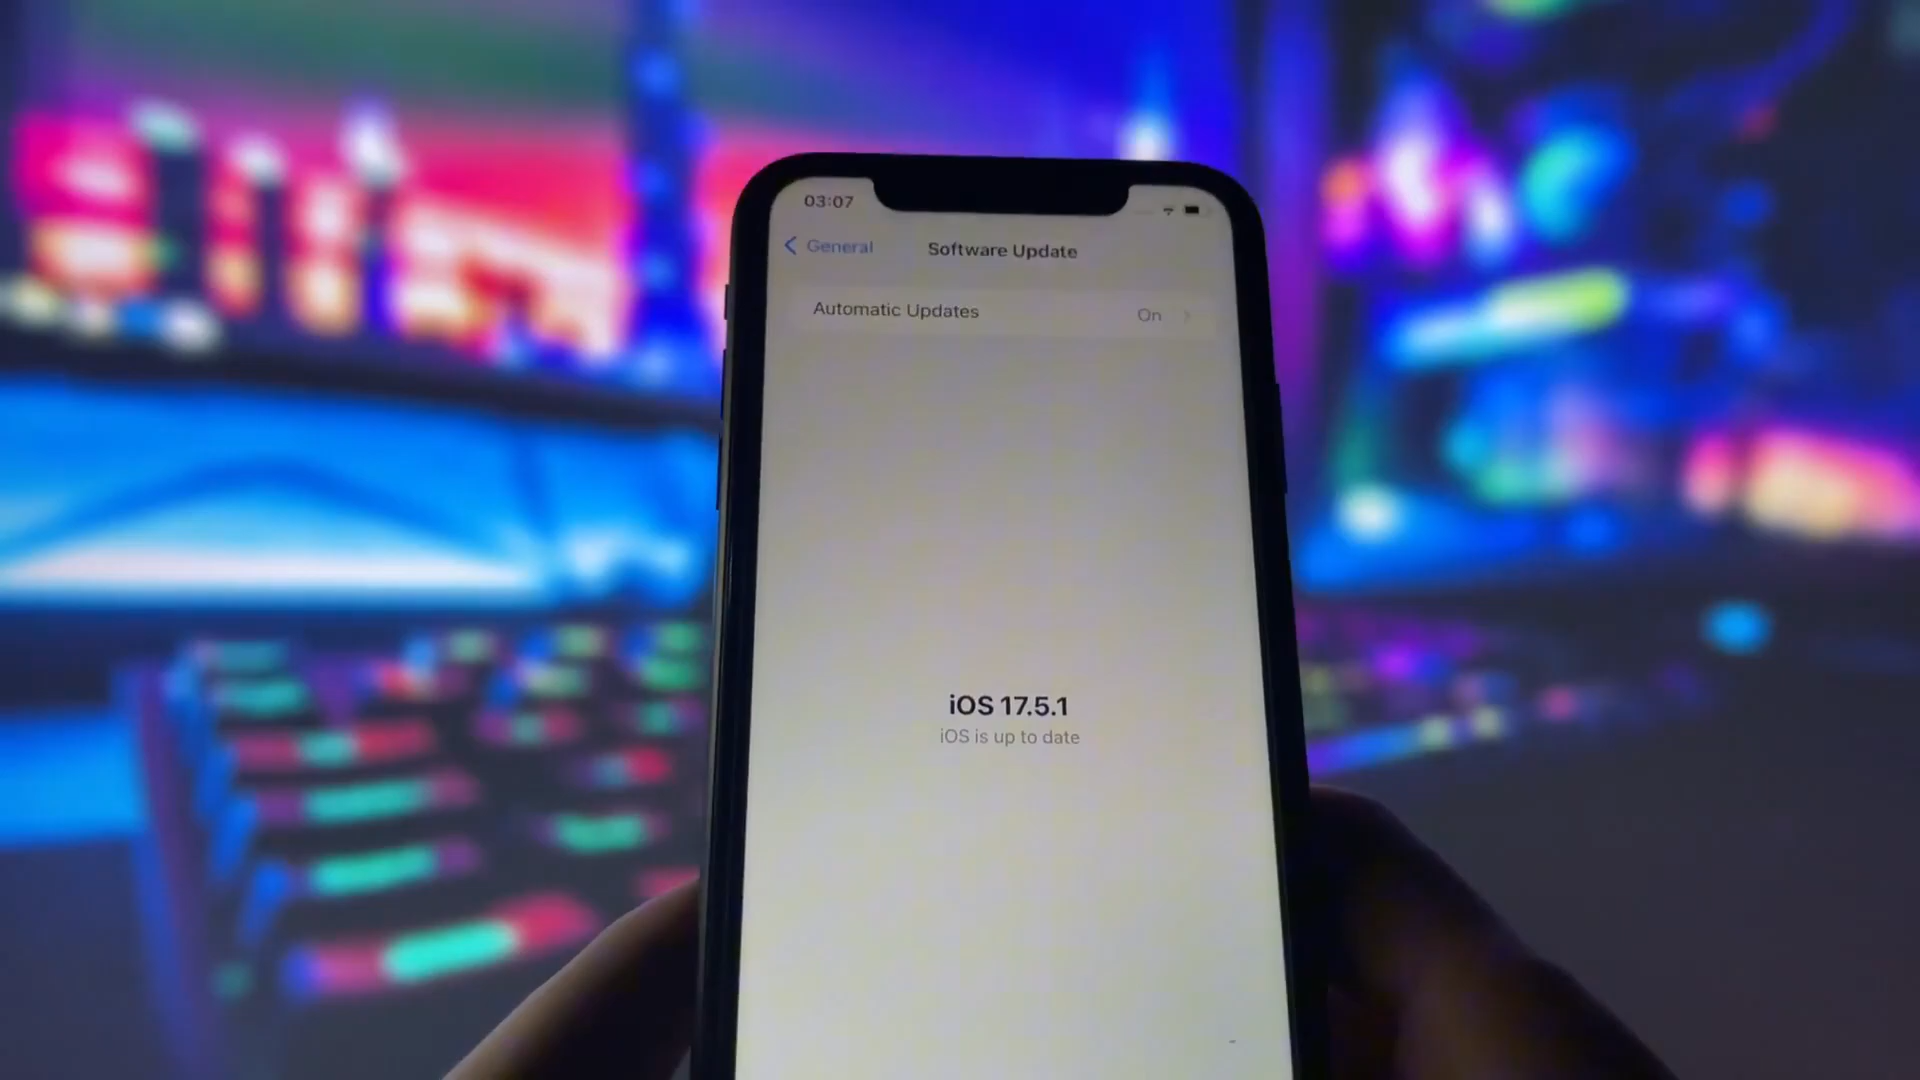 03:07
General
Software Update
Automatic Updates
On
iOS 17.5.1
iOS is up to date